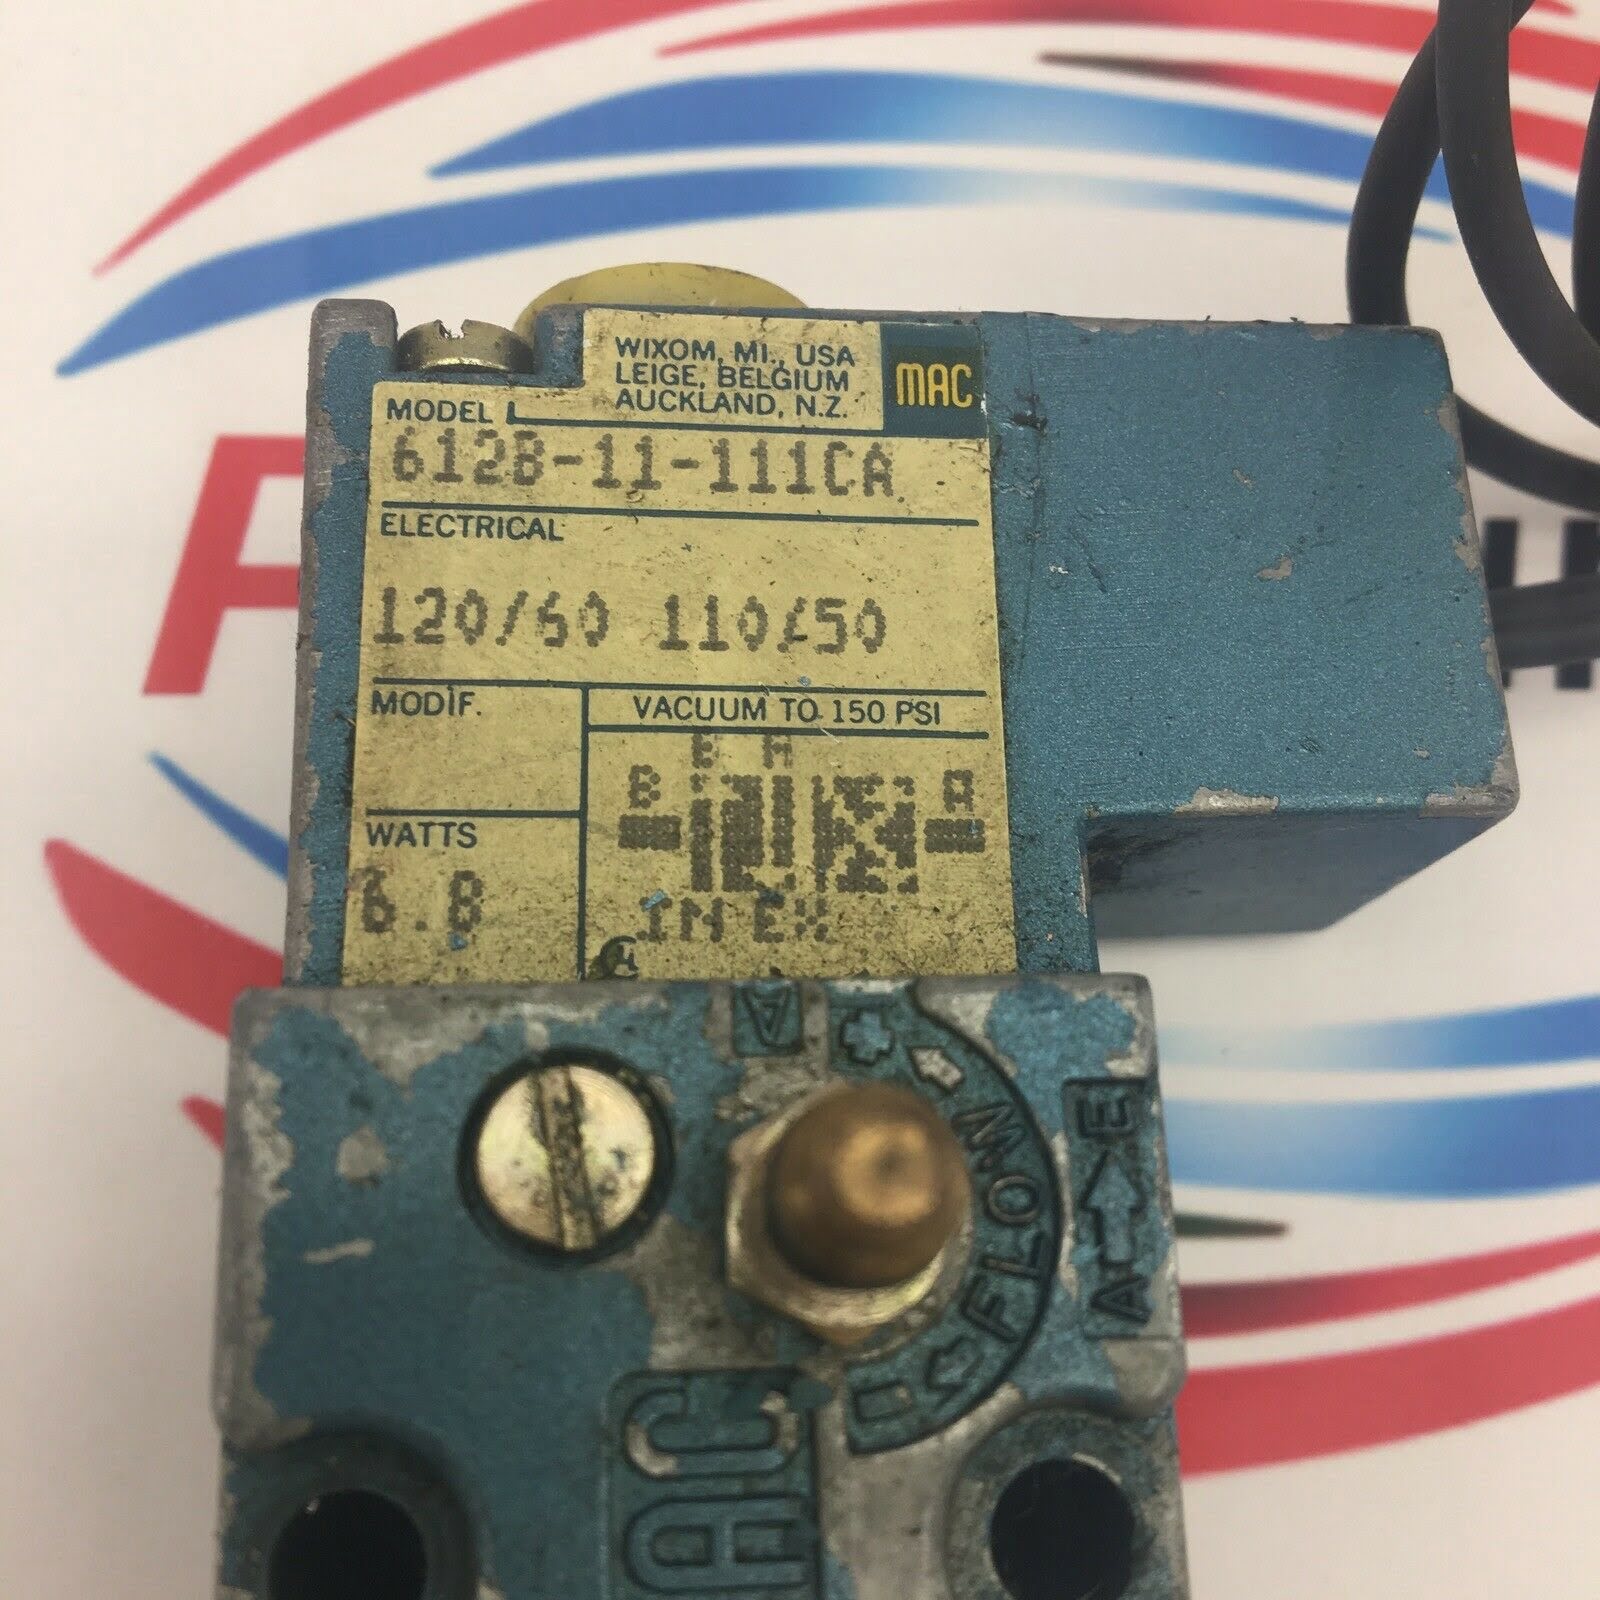 WIXOM, MI., USA
LEIGE, BELGIUM
AUCKLAND, N.Z.
MAC
MODEL
612B-11-111CA
ELECTRICAL
120/60 110/50
MODIF.
VACUUM TO 150 PSI
B A
B A
WATTS
6.8
IN EX
A
+
FLOW
A→E
AC
F
H